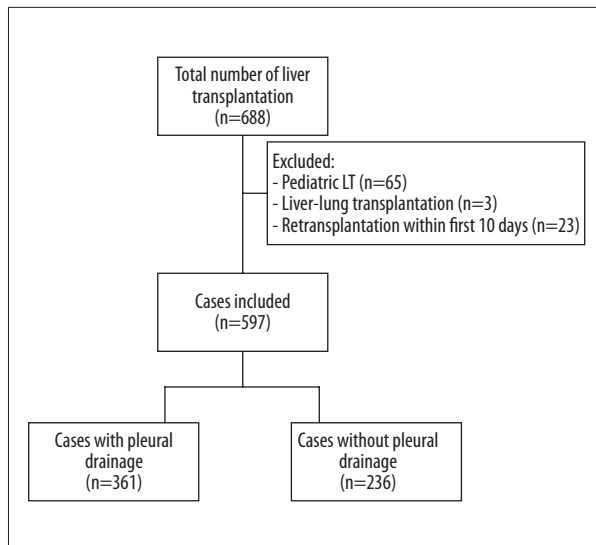 Total number of liver
transplantation
(n=688)
Excluded:
- Pediatric LT (n=65)
- Liver-lung transplantation (n=3)
- Retransplantation within first 10 days (n=23)
Cases included
(n=597)
Cases with pleural
drainage
(n=361)
Cases without pleural
drainage
(n=236)